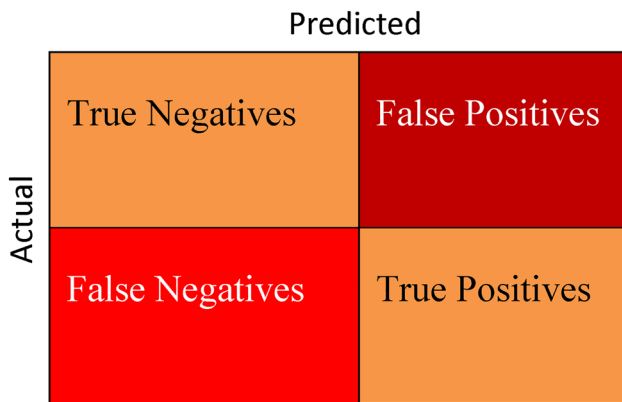 Predicted
True Negatives
False Positives
Actual
False Negatives
True Positives